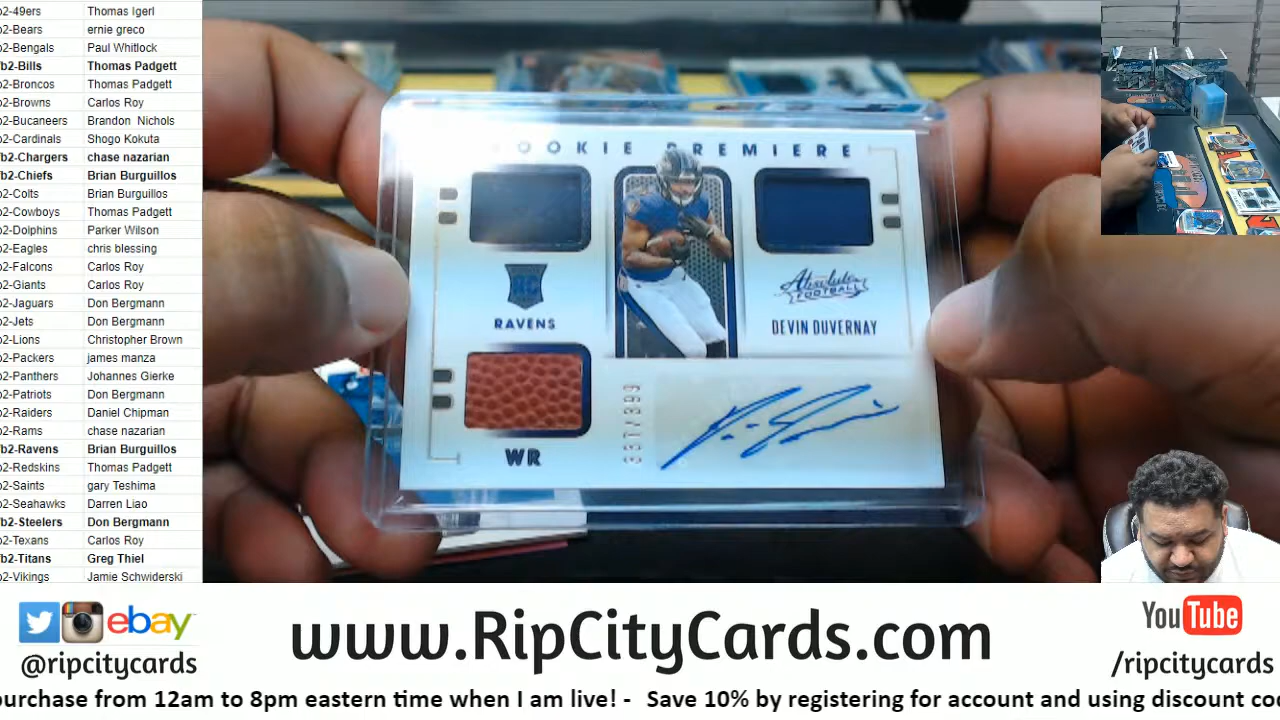 b2-49ers Thomas Igerl
b2-Bears ernie greco
b2-Bengals Paul Whitlock
b2-Bills Thomas Padgett
b2-Broncos Thomas Padgett
b2-Browns Carlos Roy
b2-Bucaneers Brandon Nichols
b2-Cardinals Shogo Kokuta
b2-Chargers chase nazarian
b2-Chiefs Brian Burguillos
b2-Colts Brian Burguillos
b2-Cowboys Thomas Padgett
b2-Dolphins Parker Wilson
b2-Eagles chris blessing
b2-Falcons Carlos Roy
b2-Giants Carlos Roy
b2-Jaguars Don Bergmann
b2-Jets Don Bergmann
b2-Lions Christopher Brown
b2-Packers james manza
b2-Panthers Johannes Gierke
b2-Patriots Don Bergmann
b2-Raiders Daniel Chipman
b2-Rams chase nazarian
b2-Ravens Brian Burguillos
b2-Redskins Thomas Padgett
b2-Saints gary Teshima
b2-Seahawks Darren Liao
b2-Steelers Don Bergmann
b2-Texans Carlos Roy
b2-Titans Greg Thiel
b2-Vikings Jamie Schwiderski
ROOKIE PREMIERE
RC
RAVENS
Absolute
FOOTBALL
DEVIN DUVERNAY
WR
337/399
ebay
@ripcitycards
www.RipCityCards.com
YouTube
/ripcitycards
purchase from 12am to 8pm eastern time when I am live! - Save 10% by registering for account and using discount co